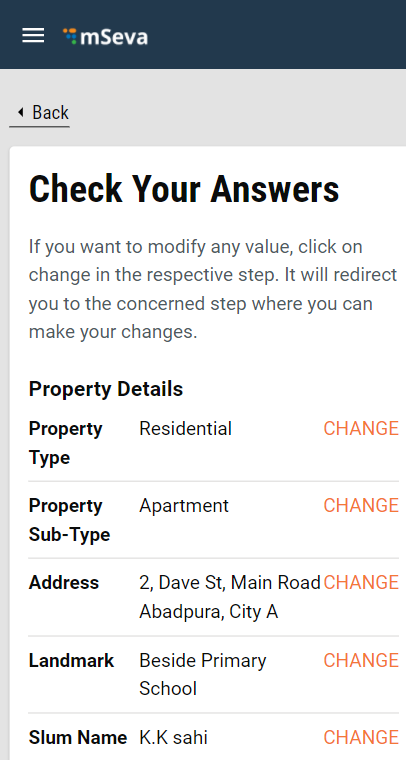 mSeva
Back
Check Your Answers
If you want to modify any value, click on
change in the respective step. It will redirect
you to the concerned step where you can
make your changes.
Property Details
Property Residential CHANGE
Type
Property Apartment CHANGE
Sub-Type
Address 2, Dave St, Main Road CHANGE
Abadpura, City A
Landmark Beside Primary CHANGE
School
Slum Name K.K sahi CHANGE